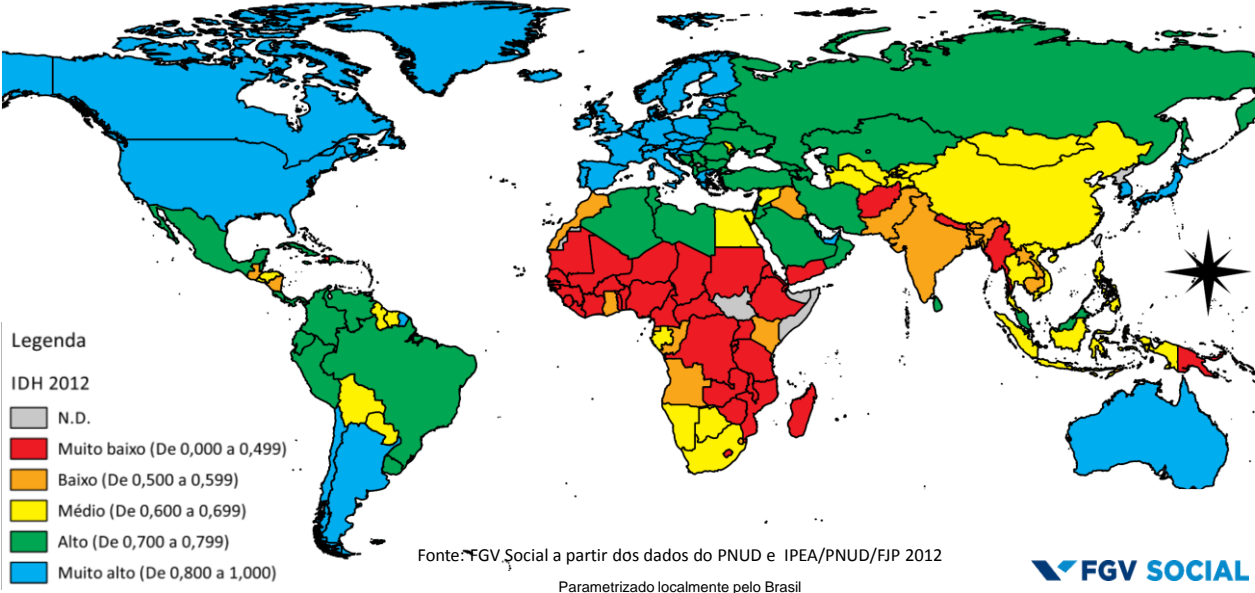 Legenda
IDH 2012
N.D.
Muito baixo (De 0,000 a 0,499)
Baixo (De 0,500 a 0,599)
Médio (De 0,600 a 0,699)
Alto (De 0,700 a 0,799)
Muito alto (De 0,800 a 1,000)
Fonte: FGV Social a partir dos dados do PNUD e IPEA/PNUD/FJP 2012
Parametrizado localmente pelo Brasil
FGV SOCIAL